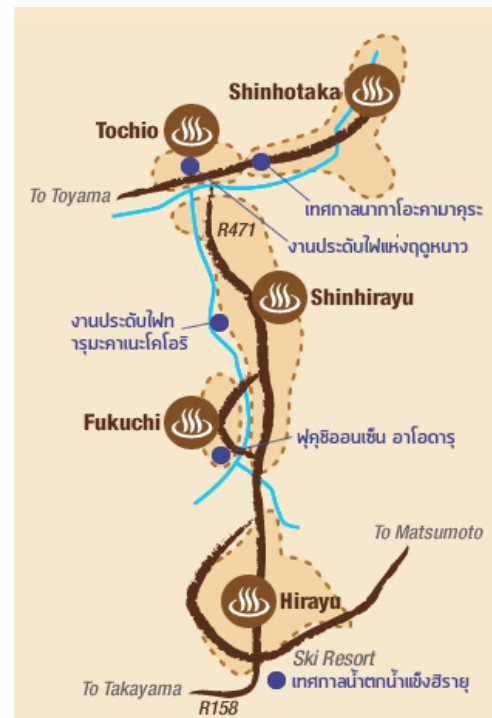 Shinhotaka
Tochio
To Toyama
เทศกาลนากาโอะคามาคุระ
R471
งานประดับไฟแห่งฤดูหนาว
Shinhirayu
งานประดับไฟท
ารุมะคาเนะโคโอริ
Fukuchi
ฟุคุชิออนเซ็น อาโอดารุ
To Matsumoto
Hirayu
Ski Resort
เทศกาลน้ำตกน้ำแข็งฮิรายุ
To Takayama
R158